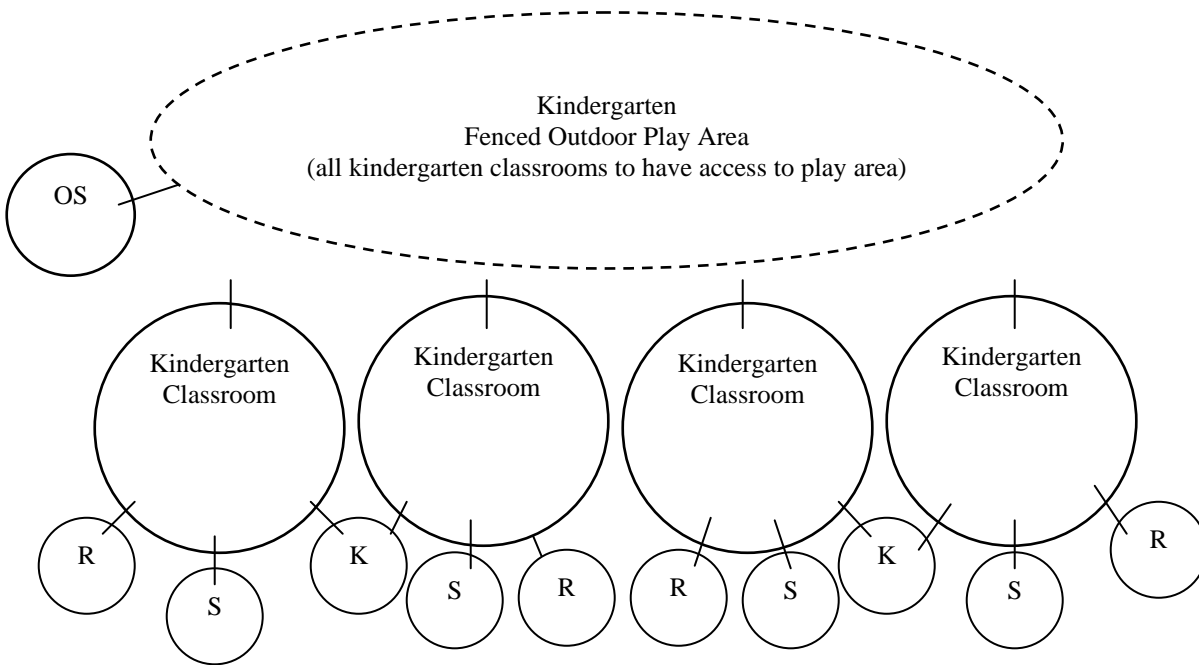 Kindergarten
Fenced Outdoor Play Area
(all kindergarten classrooms to have access to play area)
OS
Kindergarten
Classroom
Kindergarten
Classroom
Kindergarten
Classroom
Kindergarten
Classroom
R
S
K
S
R
R
S
K
S
R